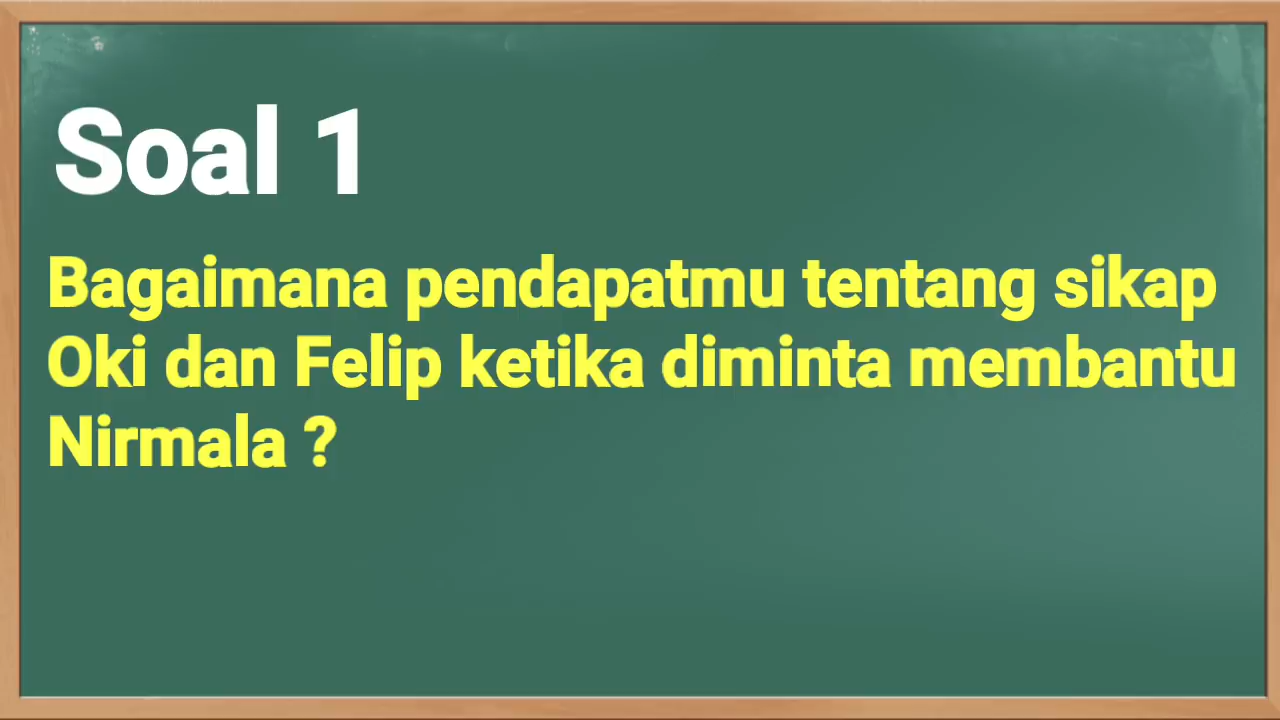 Soal 1
Bagaimana pendapatmu tentang sikap
Oki dan Felip ketika diminta membantu
Nirmala ?